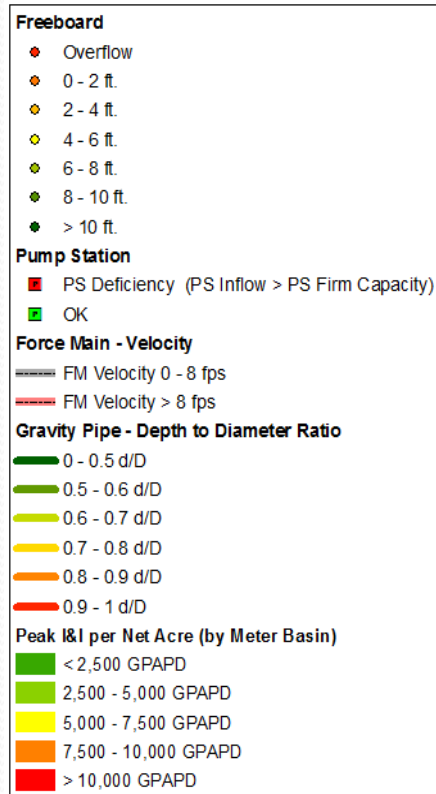 Freeboard
Overflow
0 - 2 ft.
2 - 4 ft.
4 - 6 ft.
6 - 8 ft.
8 - 10 ft.
> 10 ft.
Pump Station
P PS Deficiency (PS Inflow > PS Firm Capacity)
P OK
Force Main - Velocity
FM Velocity 0 - 8 fps
FM Velocity > 8 fps
Gravity Pipe - Depth to Diameter Ratio
0 - 0.5 d/D
0.5 - 0.6 d/D
0.6 - 0.7 d/D
0.7 - 0.8 d/D
0.8 - 0.9 d/D
0.9 - 1 d/D
Peak I&I per Net Acre (by Meter Basin)
< 2,500 GPAPD
2,500 - 5,000 GPAPD
5,000 - 7,500 GPAPD
7,500 - 10,000 GPAPD
> 10,000 GPAPD